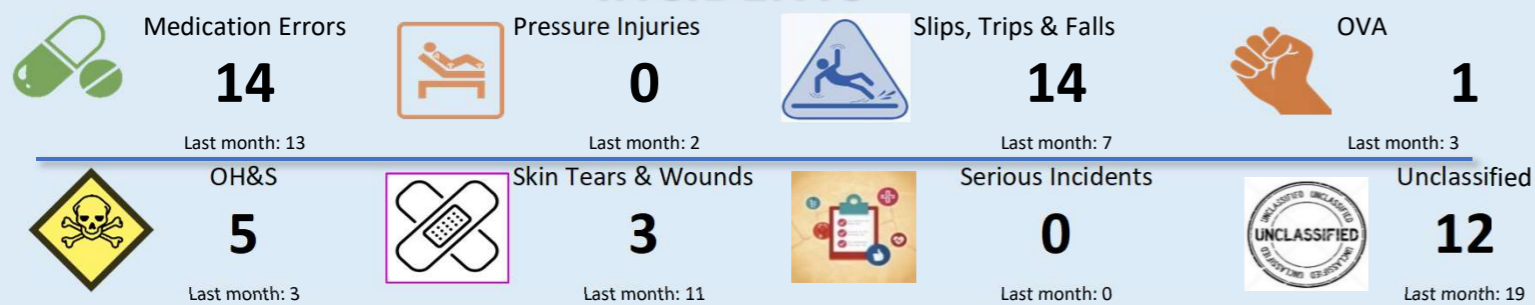 Medication Errors
14
Last month: 13
Pressure Injuries
0
Last month: 2
Slips, Trips & Falls
14
Last month: 7
OVA
1
Last month: 3
OH&S
5
Last month: 3
Skin Tears & Wounds
3
Last month: 11
Serious Incidents
0
Last month: 0
UNCLASSIFIED
Unclassified
12
Last month: 19